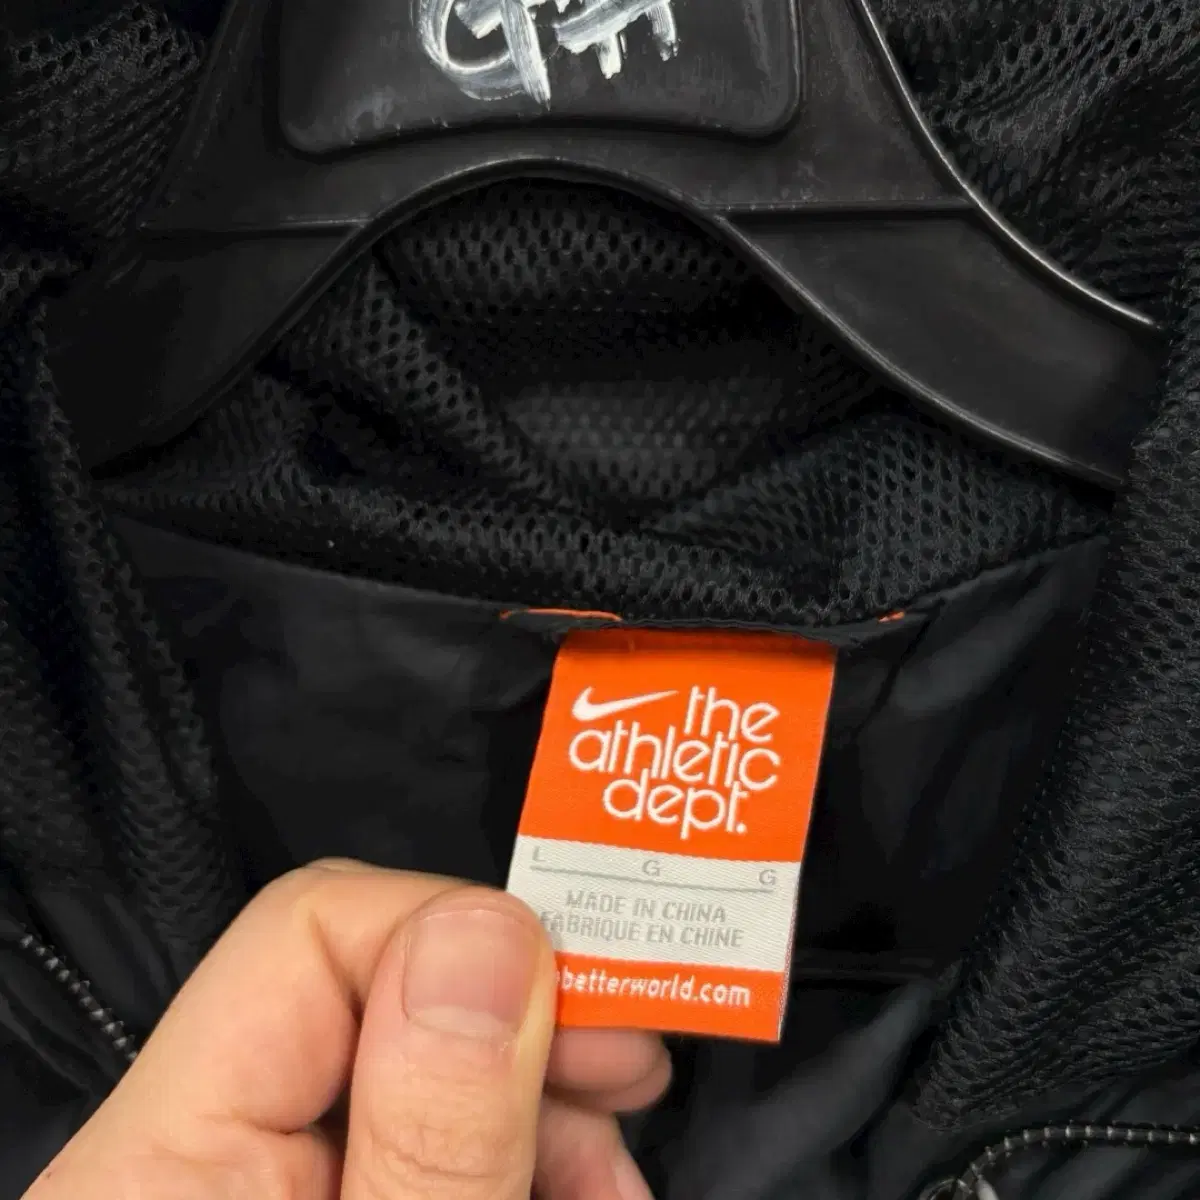 the
athletic
dept.
L G G
MADE IN CHINA
FABRIQUE EN CHINE
betterworld.com